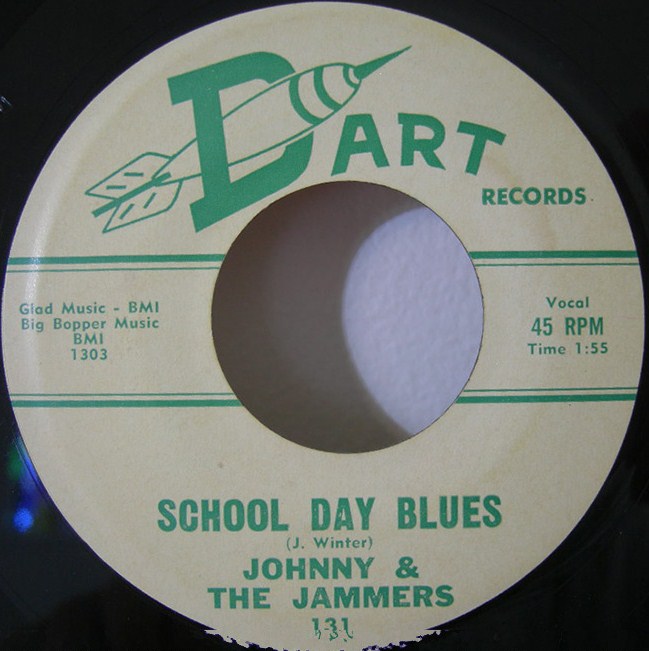 DART
RECORDS
Glad Music - BMI
Big Bopper Music
BMI
1303
Vocal
45 RPM
Time 1:55
SCHOOL DAY BLUES
(J. Winter)
JOHNNY &
THE JAMMERS
131